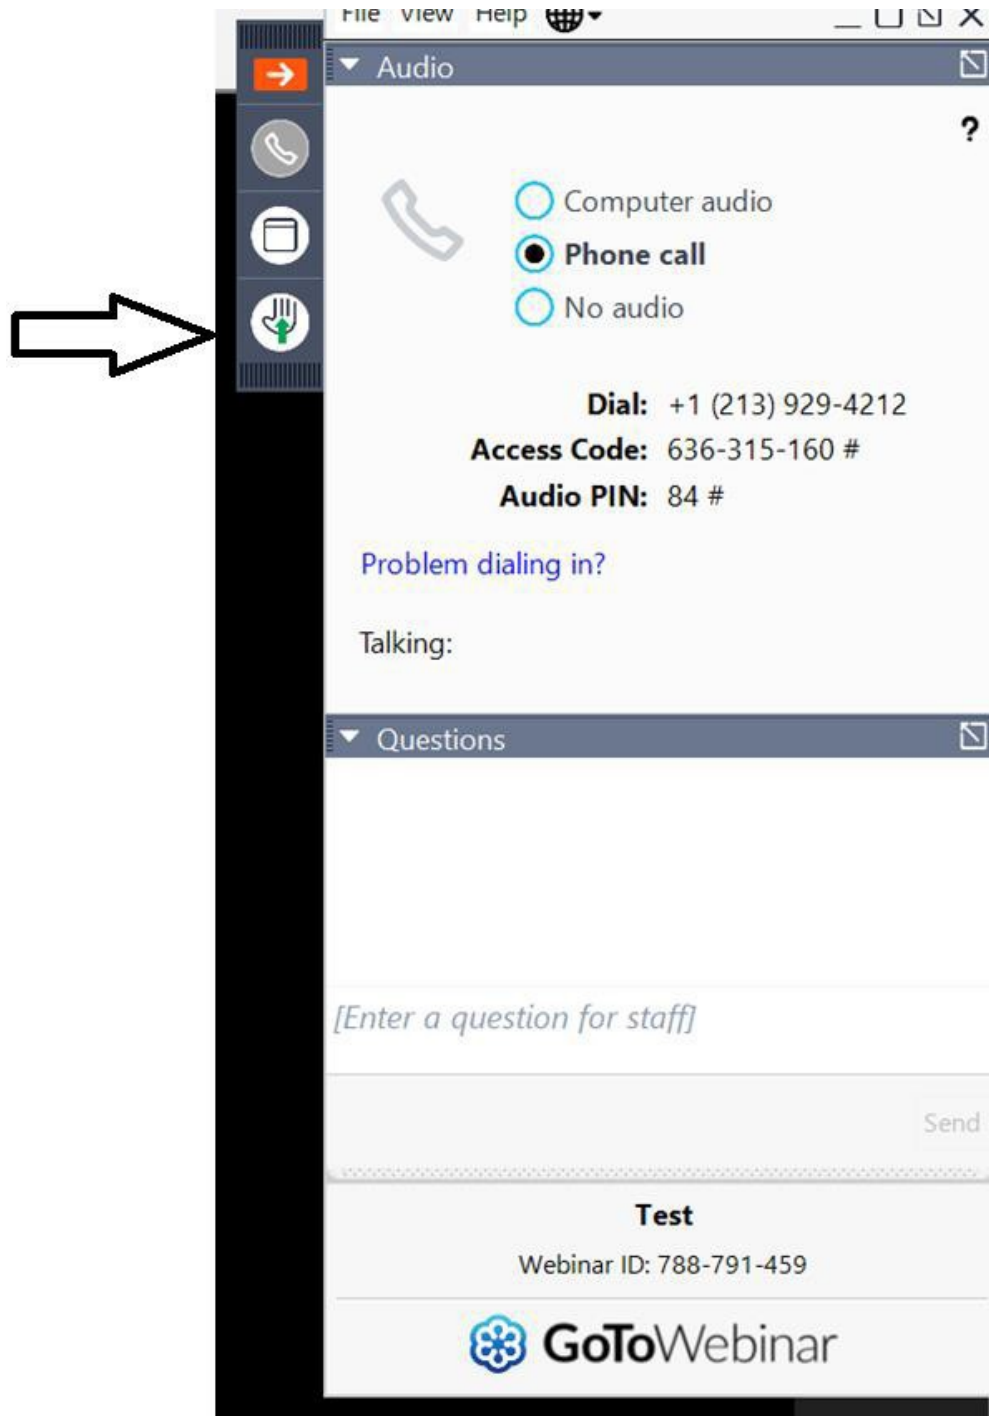 File View Help
Audio
?
Computer audio
Phone call
No audio
Dial: +1 (213) 929-4212
Access Code: 636-315-160 #
Audio PIN: 84 #
Problem dialing in?
Talking:
Questions
[Enter a question for staff]
Send
Test
Webinar ID: 788-791-459
GoToWebinar